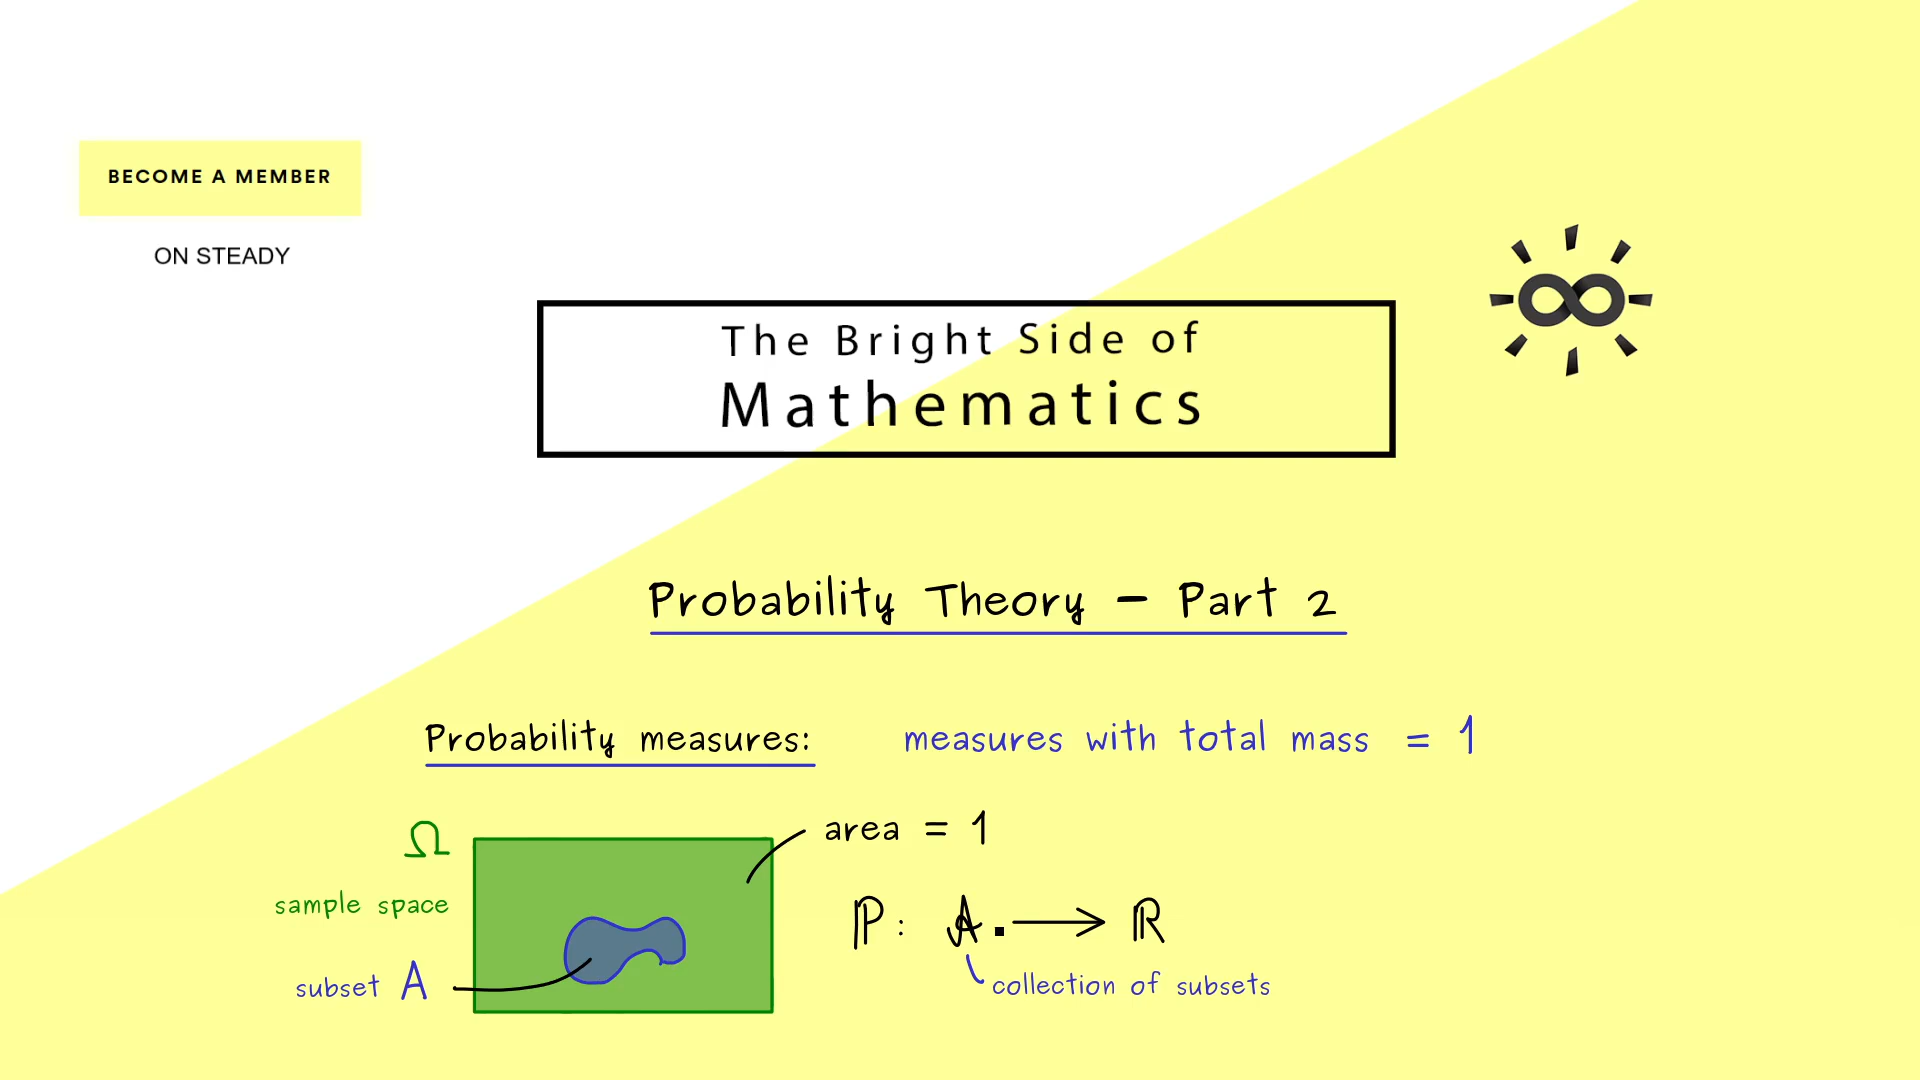 BECOME A MEMBER
ON STEADY
The Bright Side of
Mathematics
Probability Theory – Part 2
Probability measures: measures with total mass = 1
Ω
area = 1
sample space
ℙ: 𝒜 ⟶ ℝ
subset A
collection of subsets